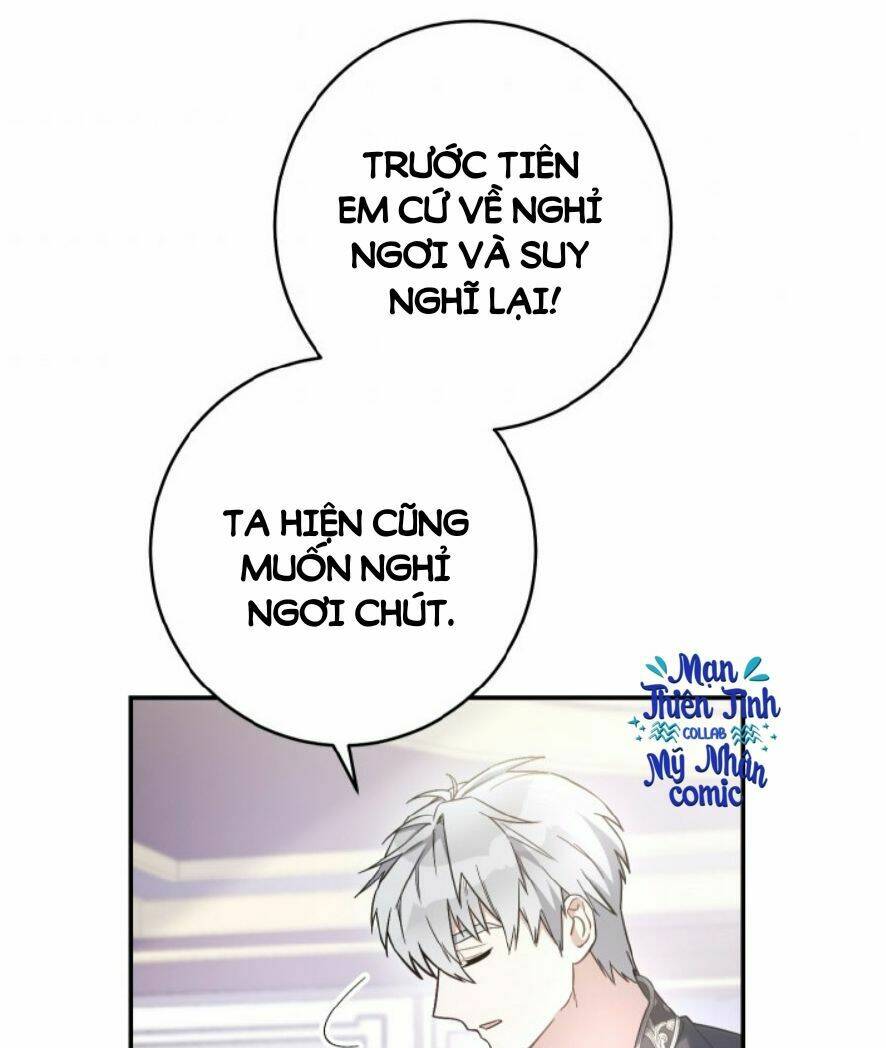 TRƯỚC TIÊN
EM CỨ VỀ NGHỈ
NGƠI VÀ SUY
NGHĨ LẠI!
TA HIỆN CŨNG
MUỐN NGHỈ
NGƠI CHÚT.
Mạn
Thiên Tinh
COLLAB
Mỹ Nhân
comic